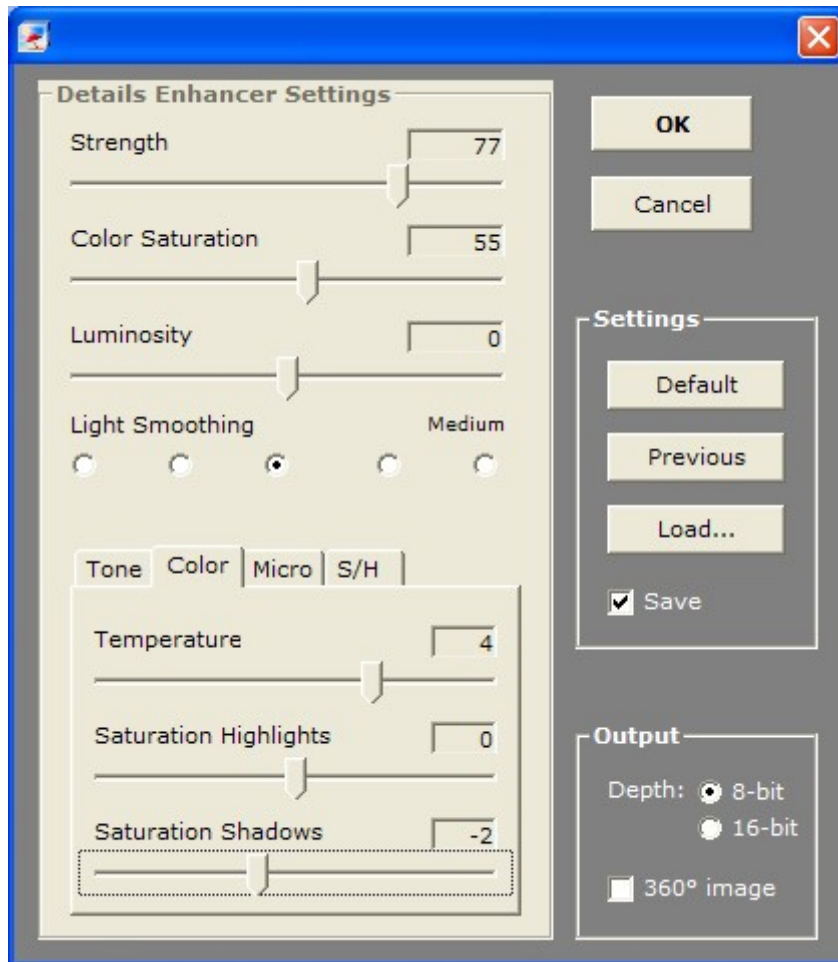 Details Enhancer Settings
Strength 77
Color Saturation 55
Luminosity 0
Light Smoothing Medium
Tone Color Micro S/H
Temperature 4
Saturation Highlights 0
Saturation Shadows -2
OK
Cancel
Settings
Default
Previous
Load...
Save
Output
Depth: 8-bit
16-bit
360° image